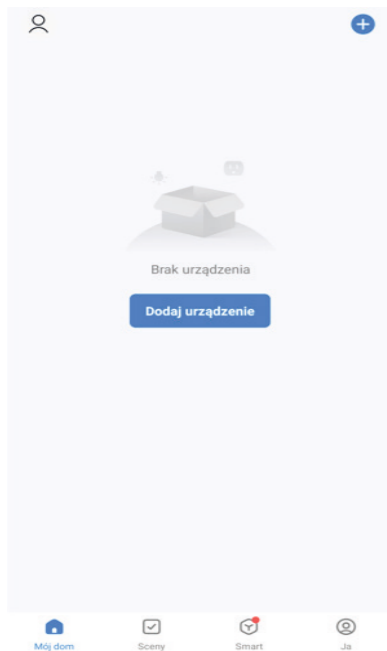 Brak urządzenia
Dodaj urządzenie
Mój dom
Sceny
Smart
Ja